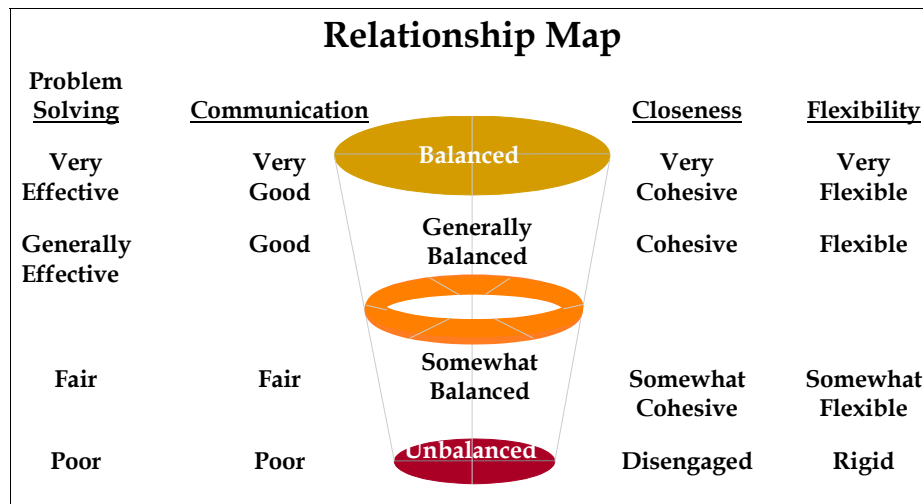 Relationship Map
Problem
Solving
Communication
Closeness
Flexibility
Balanced
Very
Effective
Very
Good
Very
Cohesive
Very
Flexible
Generally
Effective
Good
Generally
Balanced
Cohesive
Flexible
Fair
Fair
Somewhat
Balanced
Somewhat
Cohesive
Somewhat
Flexible
Poor
Poor
Unbalanced
Disengaged
Rigid